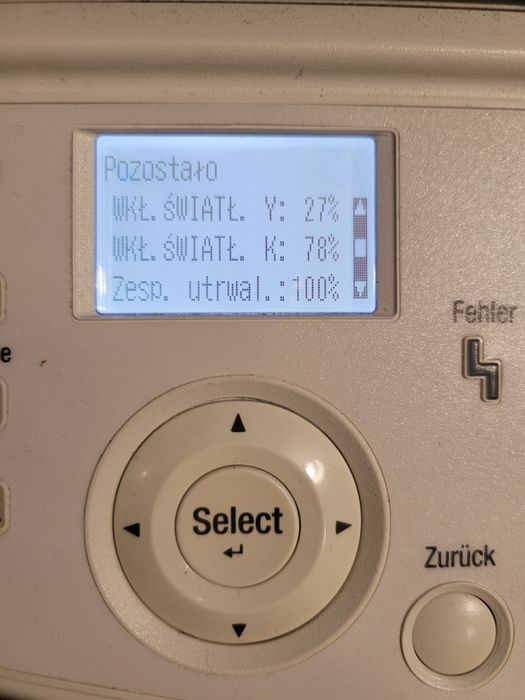 Pozostało
WKŁ.ŚWIATŁ. Y: 27%
WKŁ.ŚWIATŁ. K: 78%
Zesp. utrwal.:100%
Fehler
e
Select
Zurück